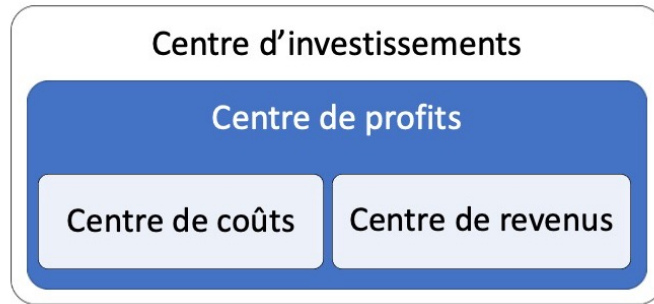 Centre d’investissements
Centre de profits
Centre de coûts
Centre de revenus